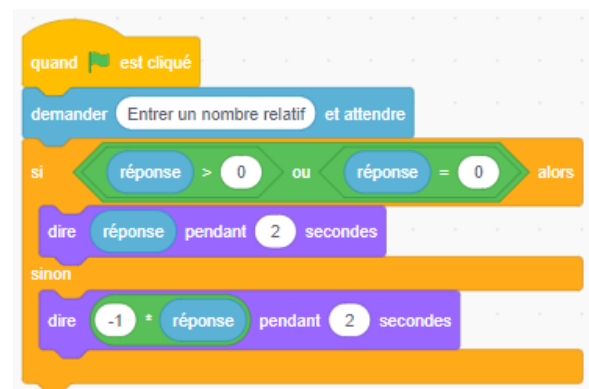 quand est cliqué
demander Entrer un nombre relatif et attendre
si réponse > 0 ou réponse = 0 alors
dire réponse pendant 2 secondes
sinon
dire -1 * réponse pendant 2 secondes